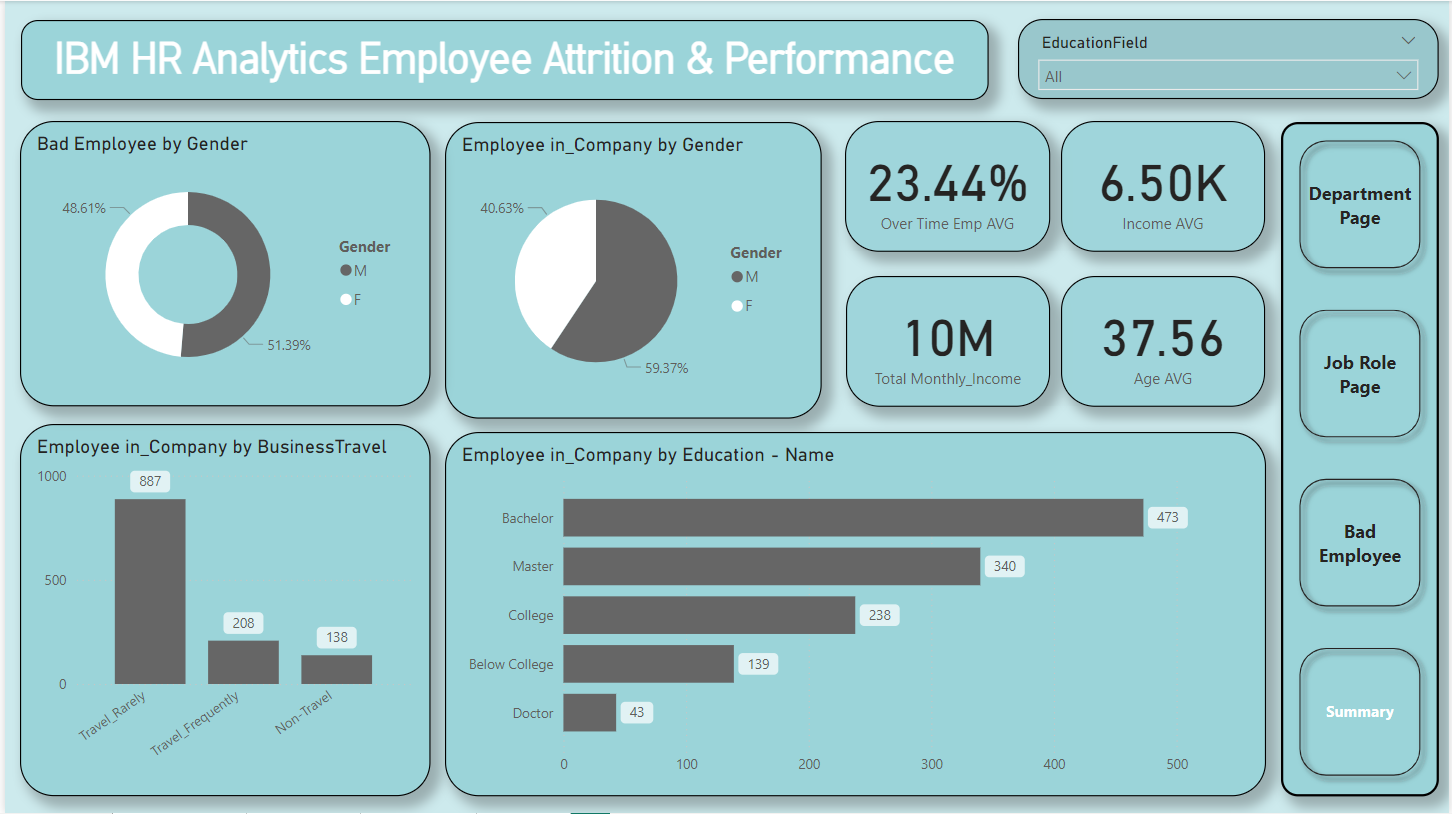 IBM HR Analytics Employee Attrition & Performance
EducationField
All
Bad Employee by Gender
48.61%
51.39%
Gender
M
F
Employee in_Company by Gender
40.63%
59.37%
Gender
M
F
23.44%
Over Time Emp AVG
6.50K
Income AVG
10M
Total Monthly_Income
37.56
Age AVG
Department
Page
Job Role
Page
Bad
Employee
Summary
Employee in_Company by BusinessTravel
1000
500
0
887
208
138
Travel_Rarely
Travel_Frequently
Non-Travel
Employee in_Company by Education - Name
Bachelor 473
Master 340
College 238
Below College 139
Doctor 43
0 100 200 300 400 500